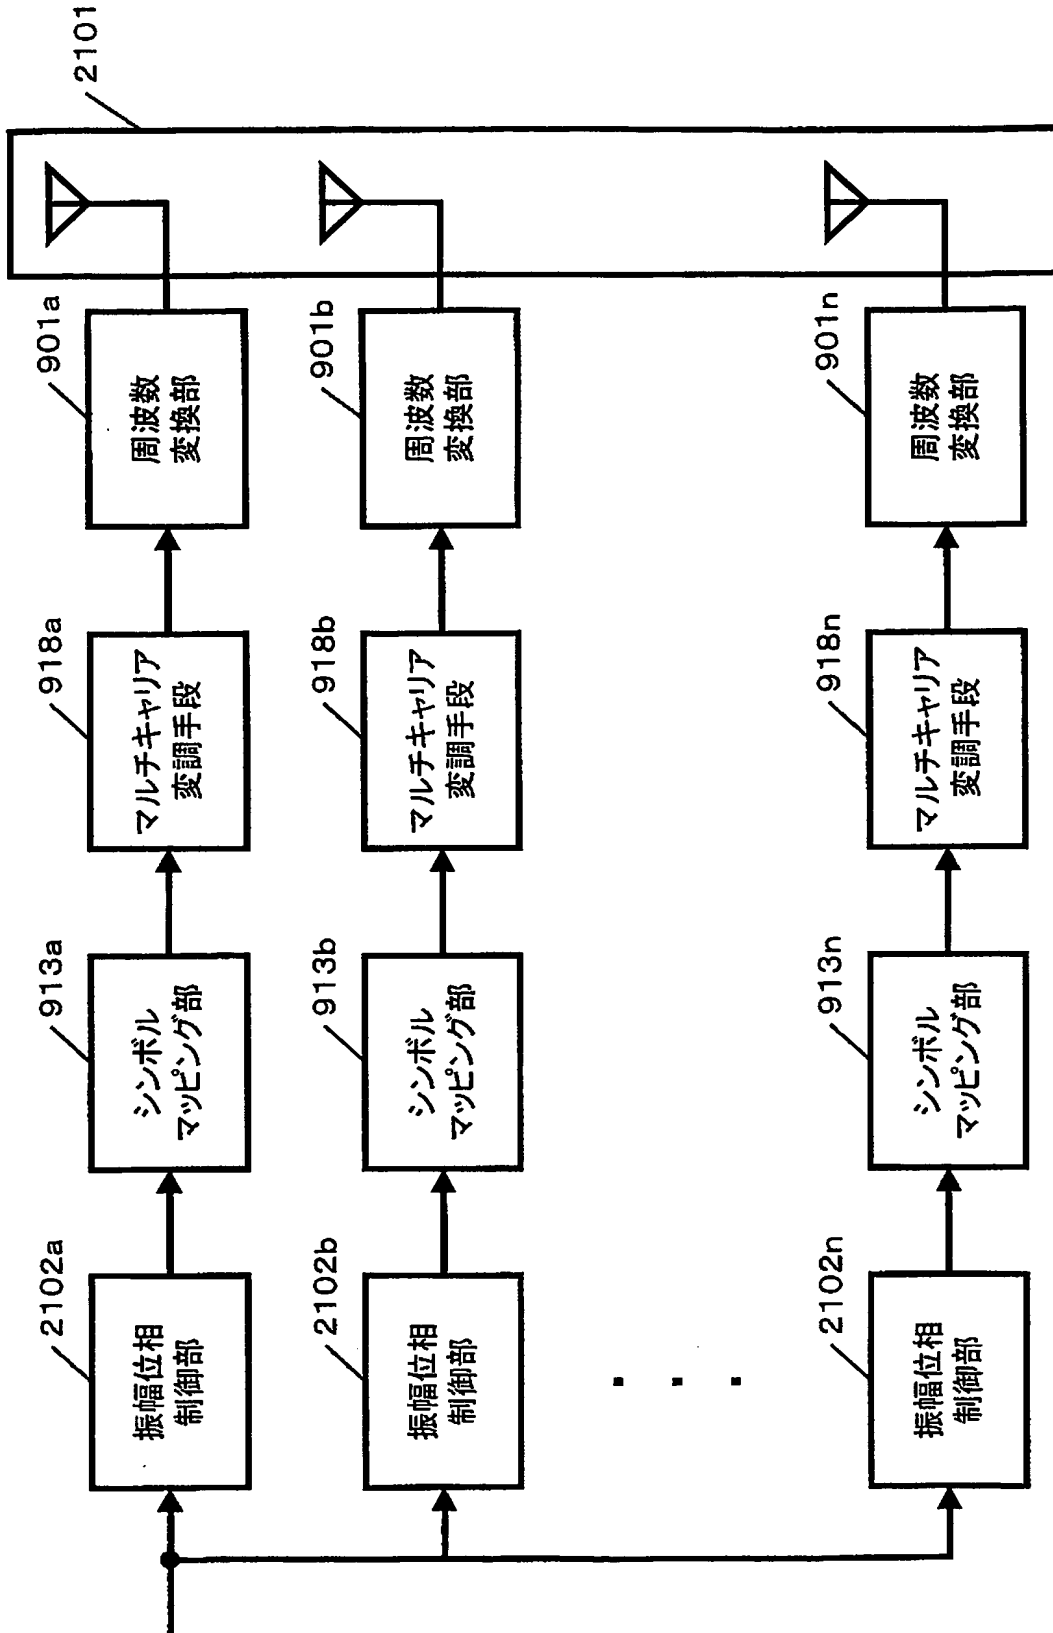 2101
901a
周波数
変換部
918a
マルチキャリア
変調手段
913a
シンボル
マッピング部
2102a
振幅位相
制御部
901b
周波数
変換部
918b
マルチキャリア
変調手段
913b
シンボル
マッピング部
2102b
振幅位相
制御部
901n
周波数
変換部
918n
マルチキャリア
変調手段
913n
シンボル
マッピング部
2102n
振幅位相
制御部